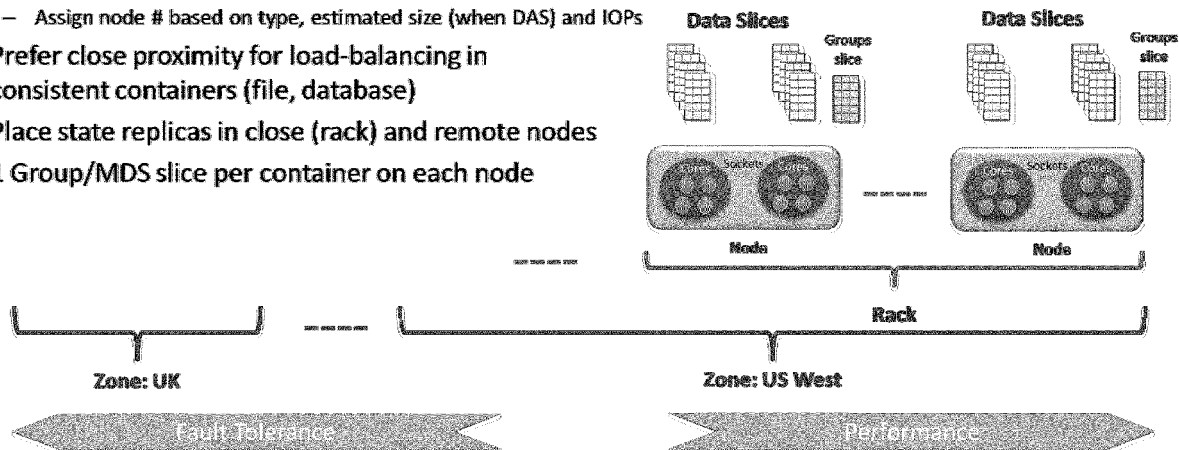 – Assign node # based on type, estimated size (when DAS) and IOPs
Prefer close proximity for load-balancing in
consistent containers (file, database)
Place state replicas in close (rack) and remote nodes
1 Group/MDS slice per container on each node
Data Slices
Groups
slice
Data Slices
Groups
slice
Cores
Sockets
Cores
Cores
Sockets
Cores
Node
Node
Rack
Zone: UK
Zone: US West
Fault Tolerance
Performance